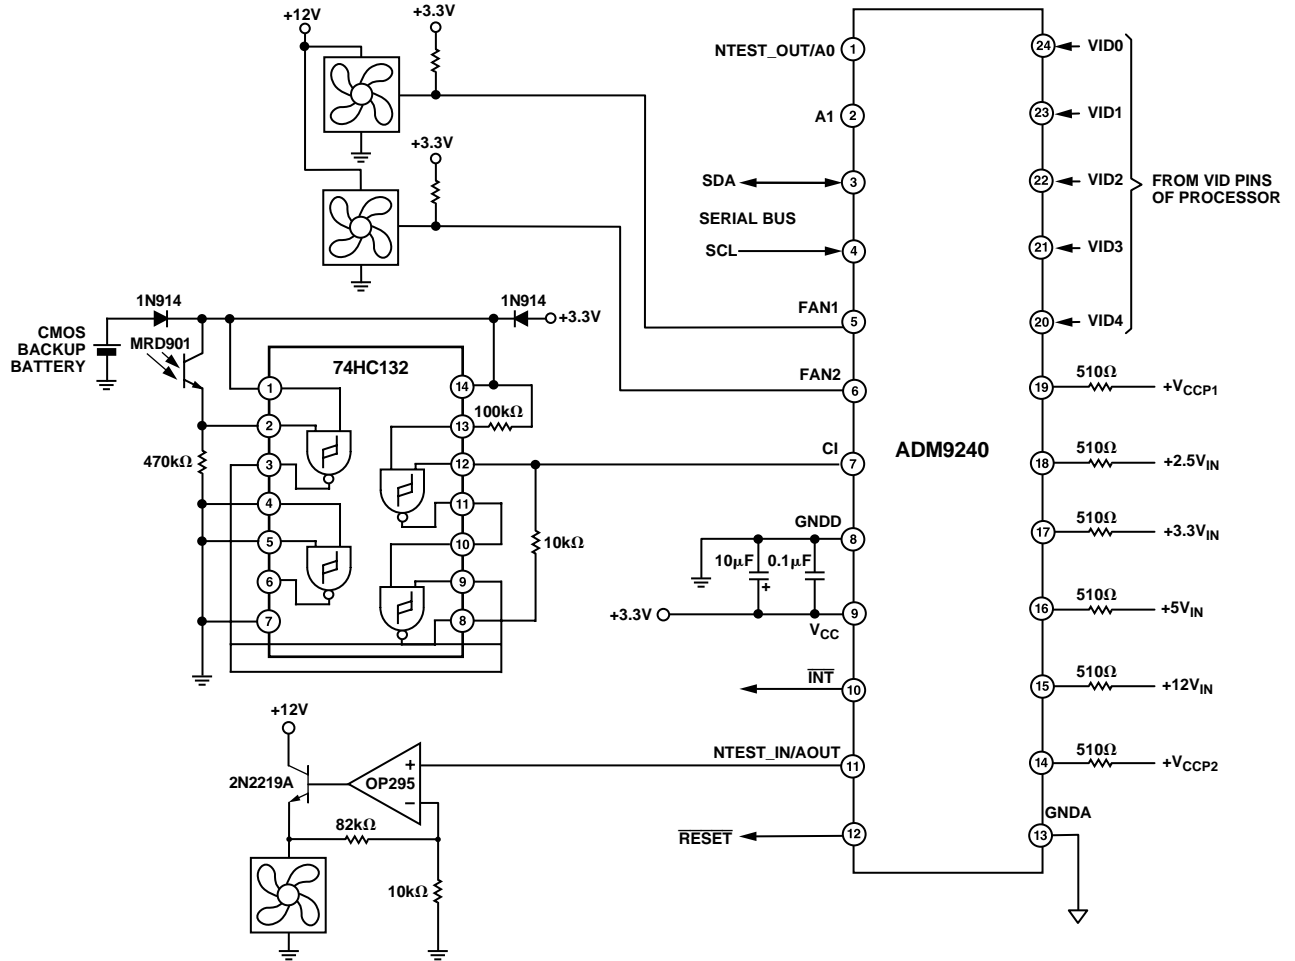 +12V
+3.3V
+3.3V
1N914
1N914
+3.3V
CMOS
BACKUP
BATTERY
MRD901
74HC132
1
2
3
4
5
6
7
14
13
12
11
10
9
8
100kΩ
470kΩ
10kΩ
+12V
2N2219A
OP295
+
−
82kΩ
10kΩ
NTEST_OUT/A0
1
A1
2
SDA
3
SERIAL BUS
SCL
4
FAN1
5
FAN2
6
CI
7
GNDD
8
10µF
+
0.1µF
+3.3V
9
VCC
INT
10
NTEST_IN/AOUT
11
RESET
12
ADM9240
24
VID0
23
VID1
22
VID2
21
VID3
20
VID4
FROM VID PINS
OF PROCESSOR
19
510Ω
+VCCP1
18
510Ω
+2.5VIN
17
510Ω
+3.3VIN
16
510Ω
+5VIN
15
510Ω
+12VIN
14
510Ω
+VCCP2
GNDA
13